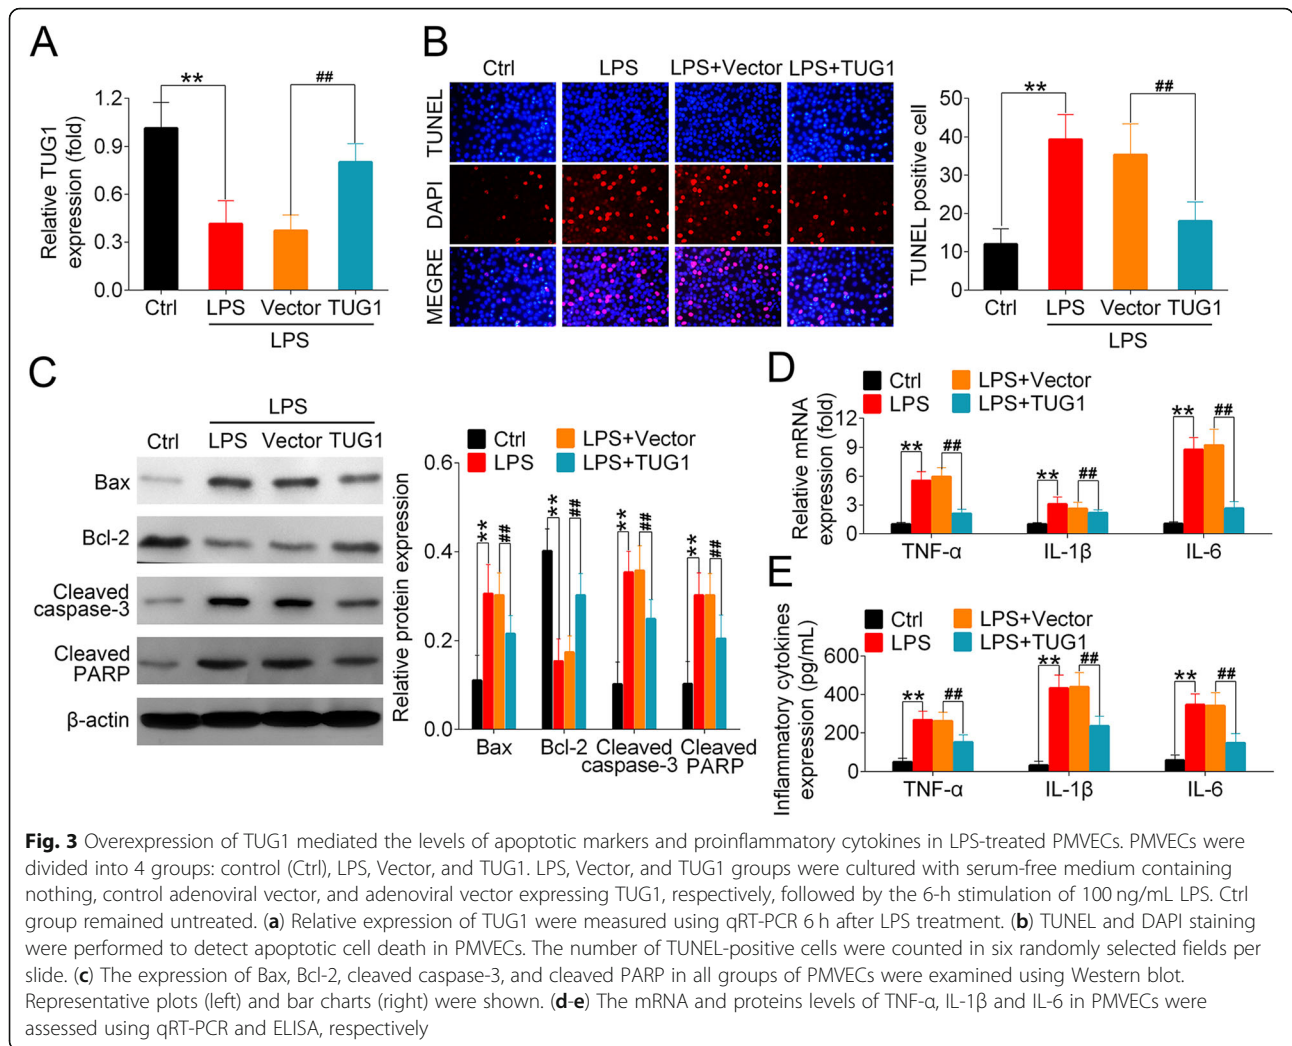 A
Relative TUG1
expression (fold)
1.2
0.9
0.6
0.3
0.0
**
##
Ctrl
LPS
Vector
TUG1
LPS
B
Ctrl
LPS
LPS+Vector
LPS+TUG1
TUNEL
DAPI
MEGRE
TUNEL positive cell
50
40
30
20
10
0
**
##
Ctrl
LPS
Vector
TUG1
LPS
C
LPS
Ctrl
LPS
Vector
TUG1
Bax
Bcl-2
Cleaved
caspase-3
Cleaved
PARP
β-actin
Ctrl
LPS
LPS+Vector
LPS+TUG1
Relative protein expression
0.6
0.4
0.2
0.0
**
##
**
##
**
##
**
##
Bax
Bcl-2
Cleaved
caspase-3
Cleaved
PARP
D
Ctrl
LPS
LPS+Vector
LPS+TUG1
Relative mRNA
expression (fold)
12
9
6
3
0
**
##
**
##
**
##
TNF-α
IL-1β
IL-6
E
Ctrl
LPS
LPS+Vector
LPS+TUG1
Inflammatory cytokines
expression (pg/mL)
600
400
200
0
**
##
**
##
**
##
TNF-α
IL-1β
IL-6
Fig. 3 Overexpression of TUG1 mediated the levels of apoptotic markers and proinflammatory cytokines in LPS-treated PMVECs. PMVECs were
divided into 4 groups: control (Ctrl), LPS, Vector, and TUG1. LPS, Vector, and TUG1 groups were cultured with serum-free medium containing
nothing, control adenoviral vector, and adenoviral vector expressing TUG1, respectively, followed by the 6-h stimulation of 100 ng/mL LPS. Ctrl
group remained untreated. (a) Relative expression of TUG1 were measured using qRT-PCR 6 h after LPS treatment. (b) TUNEL and DAPI staining
were performed to detect apoptotic cell death in PMVECs. The number of TUNEL-positive cells were counted in six randomly selected fields per
slide. (c) The expression of Bax, Bcl-2, cleaved caspase-3, and cleaved PARP in all groups of PMVECs were examined using Western blot.
Representative plots (left) and bar charts (right) were shown. (d-e) The mRNA and proteins levels of TNF-α, IL-1β and IL-6 in PMVECs were
assessed using qRT-PCR and ELISA, respectively